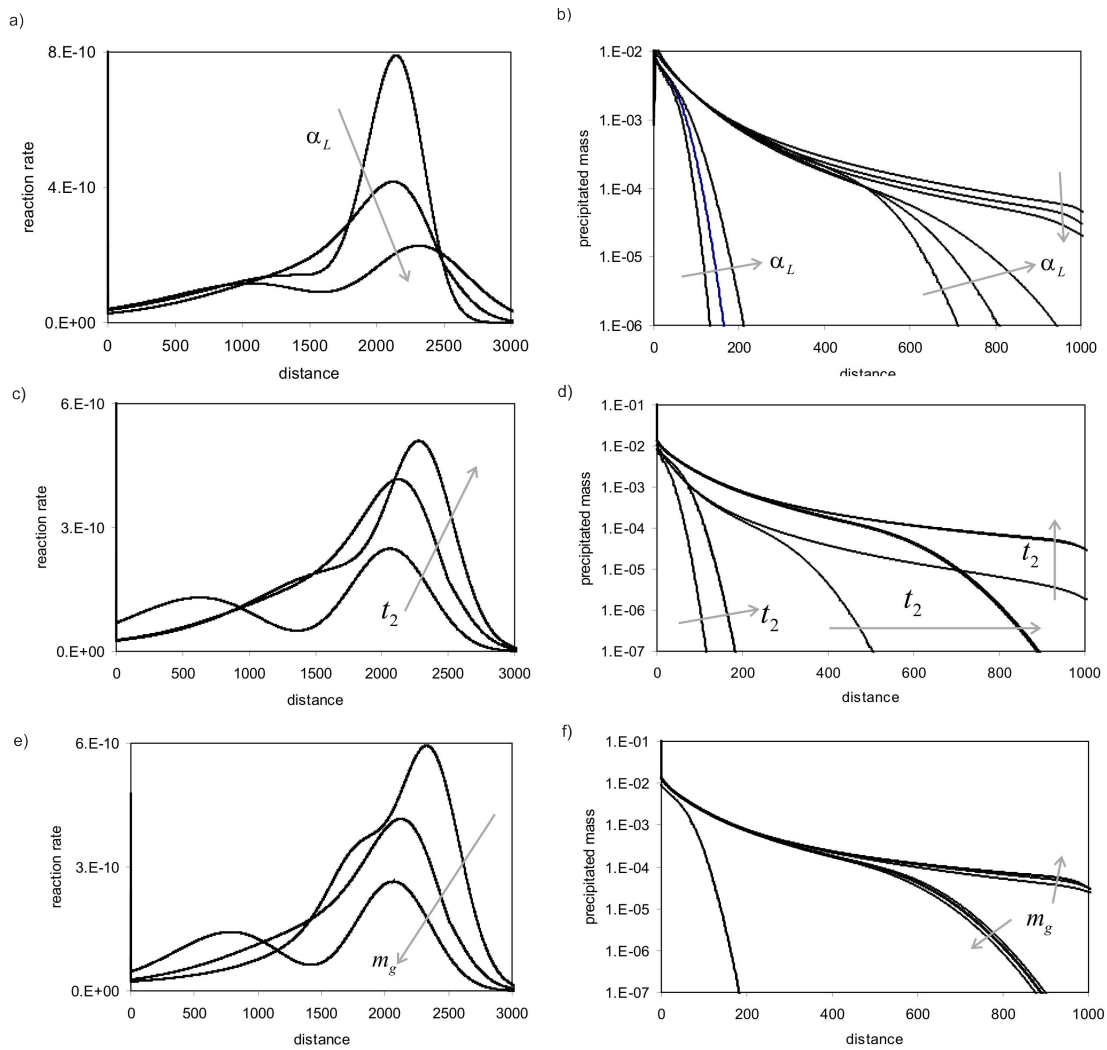 a)
8.E-10
4.E-10
0.E+00
reaction rate
α_L
0 500 1000 1500 2000 2500 3000
distance
b)
1.E-02
1.E-03
1.E-04
1.E-05
1.E-06
precipitated mass
α_L
α_L
0 200 400 600 800 1000
distance
c)
6.E-10
3.E-10
0.E+00
reaction rate
t_2
0 500 1000 1500 2000 2500 3000
distance
d)
1.E-01
1.E-02
1.E-03
1.E-04
1.E-05
1.E-06
1.E-07
precipitated mass
t_2
t_2
t_2
0 200 400 600 800 1000
distance
e)
6.E-10
3.E-10
0.E+00
reaction rate
m_g
0 500 1000 1500 2000 2500 3000
distance
f)
1.E-01
1.E-02
1.E-03
1.E-04
1.E-05
1.E-06
1.E-07
precipitated mass
m_g
0 200 400 600 800 1000
distance